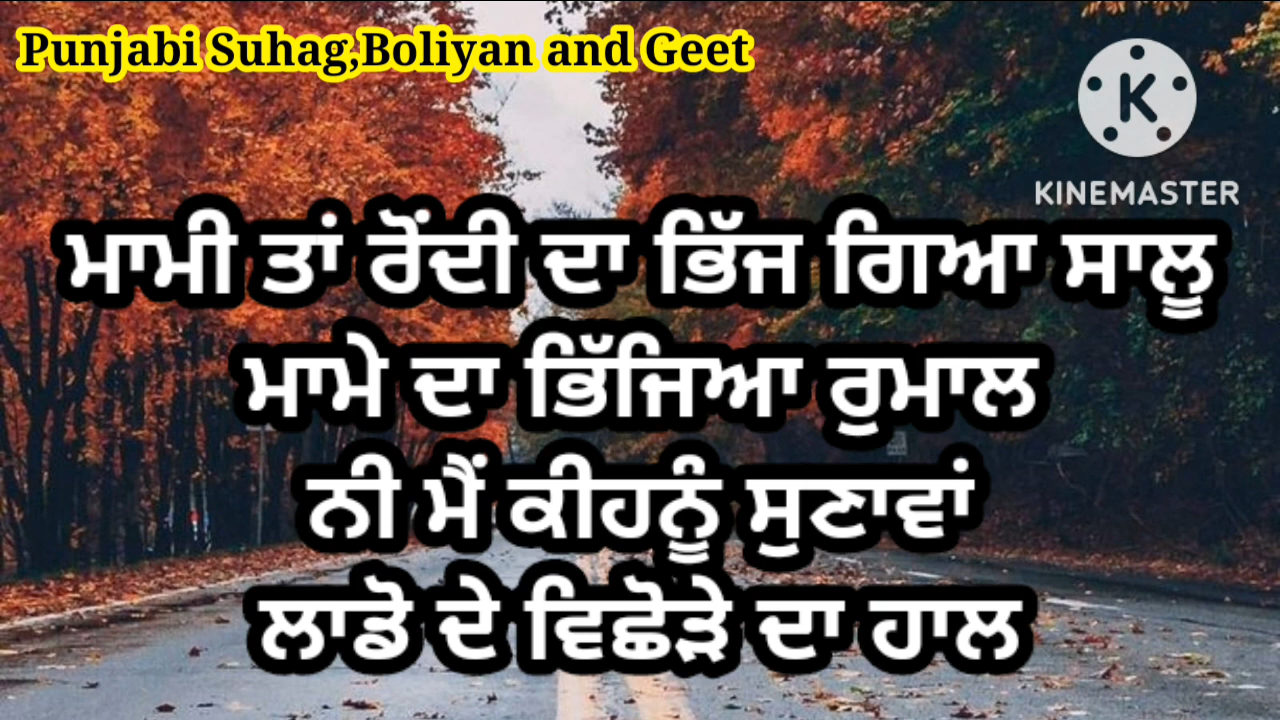 Punjabi Suhag,Boliyan and Geet
K
KINEMASTER
ਮਾਮੀ ਤਾਂ ਰੋਂਦੀ ਦਾ ਭਿੱਜ ਗਿਆ ਸਾਲੂ
ਮਾਮੇ ਦਾ ਭਿੱਜਿਆ ਰੁਮਾਲ
ਨੀ ਮੈਂ ਕੀਹਨੂੰ ਸੁਣਾਵਾਂ
ਲਾਡੋ ਦੇ ਵਿਛੋੜੇ ਦਾ ਹਾਲ